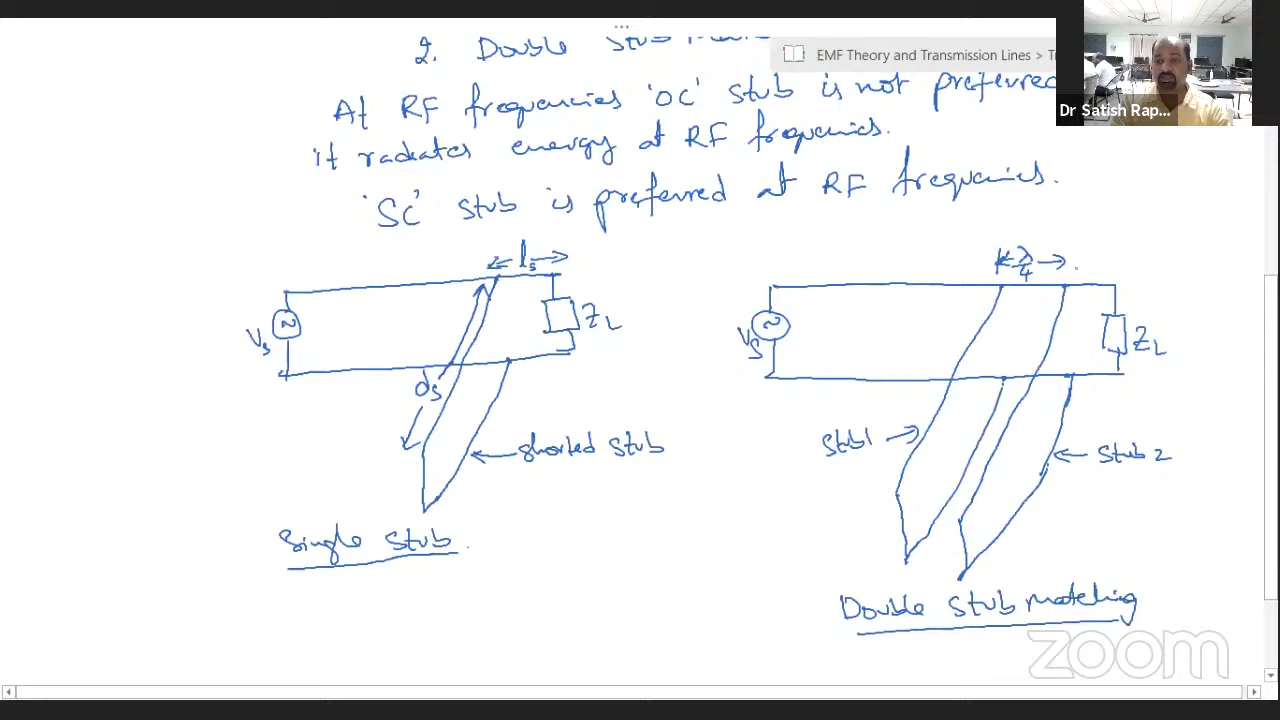 2. Double Stub
EMF Theory and Transmission Lines >
At RF frequencies 'OC' stub is not preferred
Dr Satish Rap...
it radiates energy at RF frequencies.
'SC' stub is preferred at RF frequencies.
ls
λ/4
Vs
ZL
Vs
ZL
ds
Stub1
shorted stub
Stub 2
Single Stub
Double Stub matching
zoom